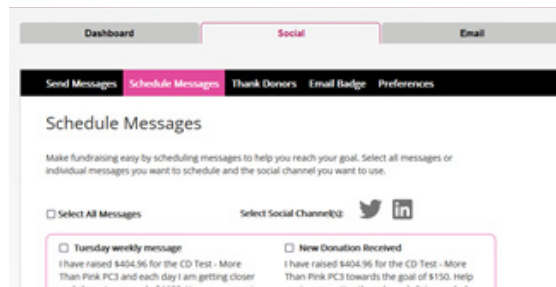 Dashboard Social Email
Send Messages Schedule Messages Thank Donors Email Badge Preferences
Schedule Messages
Make fundraising easy by scheduling messages to help you reach your goal. Select all messages or
individual messages you want to schedule and the social channel you want to use.
Select All Messages Select Social Channel(s): in
Tuesday weekly message
I have raised $404.96 for the CD Test - More
Than Pink PC3 and each day I am getting closer
New Donation Received
I have raised $404.96 for the CD Test - More
Than Pink PC3 towards the goal of $150. Help